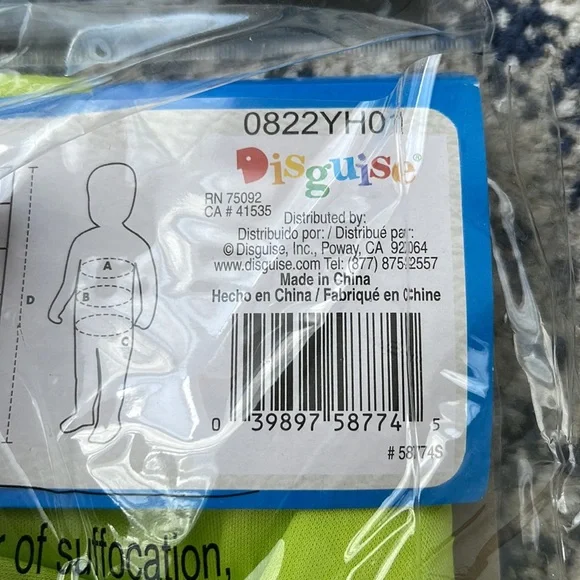 0822YH01
Disguise®
RN 75092
CA # 41535
Distributed by:
Distribuido por: / Distribué par:
© Disguise, Inc., Poway, CA 92064
www.disguise.com Tel: (877) 875-2557
Made in China
Hecho en China / Fabriqué en Chine
A
B
C
D
0 39897 58774 5
# 58774S
r of suffocation,